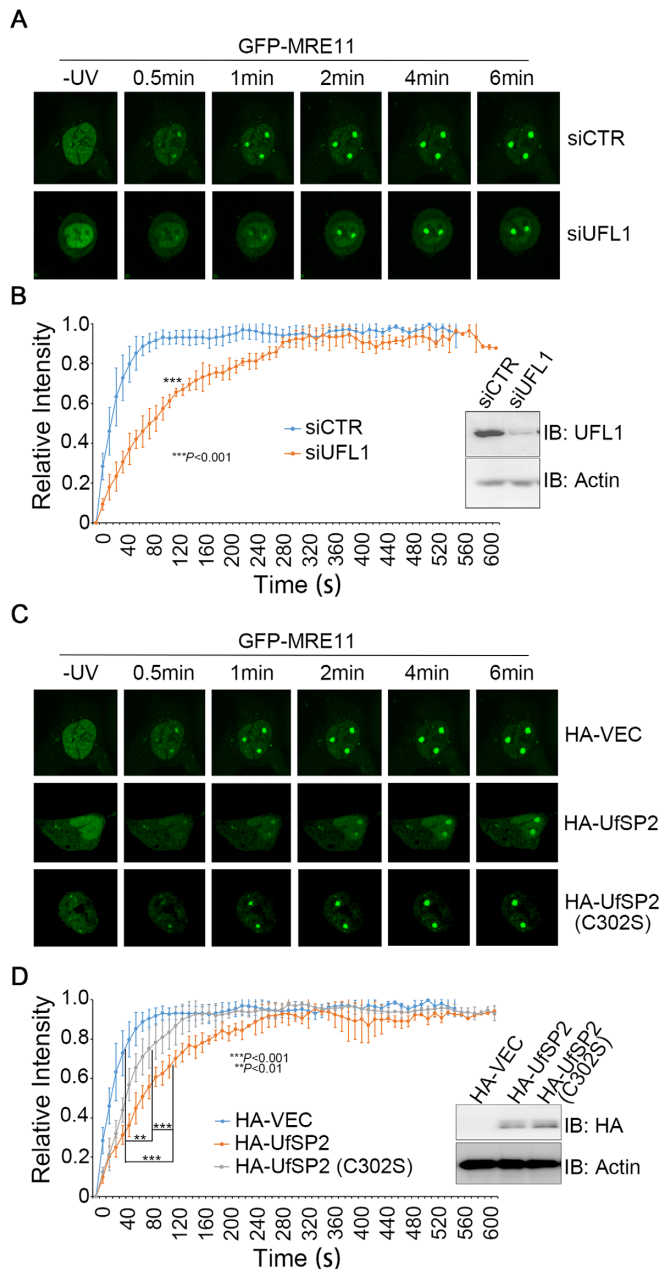 A
GFP-MRE11
-UV 0.5min 1min 2min 4min 6min
siCTR
siUFL1
B
Relative Intensity
1.0
0.8
0.6
0.4
0.2
0
***
siCTR
siUFL1
***P<0.001
0 40 80 120 160 200 240 280 320 360 400 440 480 520 560 600
Time (s)
siCTR siUFL1
IB: UFL1
IB: Actin
C
GFP-MRE11
-UV 0.5min 1min 2min 4min 6min
HA-VEC
HA-UfSP2
HA-UfSP2
(C302S)
D
Relative Intensity
1.0
0.8
0.6
0.4
0.2
0
***P<0.001
**P<0.01
** ***
***
HA-VEC
HA-UfSP2
HA-UfSP2 (C302S)
0 40 80 120 160 200 240 280 320 360 400 440 480 520 560 600
Time (s)
HA-VEC
HA-UfSP2
HA-UfSP2
(C302S)
IB: HA
IB: Actin